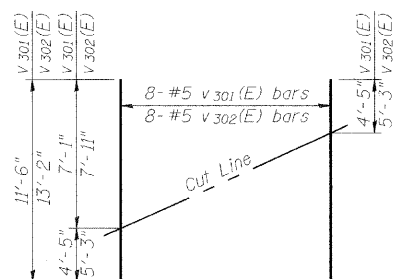 v 301(E)
v 302(E)
v 301(E)
v 302(E)
v 301(E)
v 302(E)
8- #5 v 301(E) bars
8- #5 v 302(E) bars
4'-5"
5'-3"
11'-6"
13'-2"
7'-1"
7'-11"
Cut Line
4'-5"
5'-3"